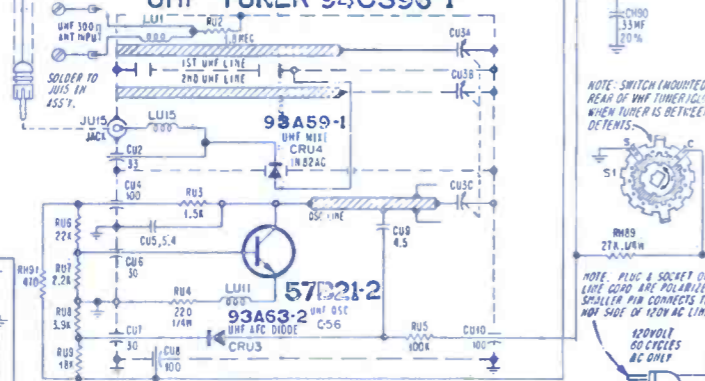 UHF TUNER 94C396-1
UHF 300Ω
ANT INPUT
LU1
RU2
CU3A
1ST UHF LINE
2ND UHF LINE
CU3B
SOLDER TO
JU15 IN
ASS'Y.
JU15
JACK
LU15
93A59-1
UHF MIXE
CRU4
1N82AG
CU2
33
CU4
100
RU3
1.5K
OSC LINE
CU3C
CU5,5.4
CU9
4.5
RU6
22K
CU6
30
RH91
470
RU7
2.2K
RU8
3.9K
RU9
18K
RU4
220
1/4W
LU11
57B21-2
UHF OSC
93A63-2
UHF AFC DIODE
CRU3
CU7
30
CU8
100
RU5
100K
CU10
100
CH90
33MF
20%
NOTE: SWITCH (MOUNTED
REAR OF VHF TUNER)
WHEN TUNER IS BETWEE
DETENTS
S
C
S1
RH89
27K,1/4W
NOTE. PLUG & SOCKET O
LINE CORD ARE POLARIZE
SMALLER PIN CONNECTS T
HOT SIDE OF 120V AC LIN
120VOLT
60 CYCLES
AC ONLY